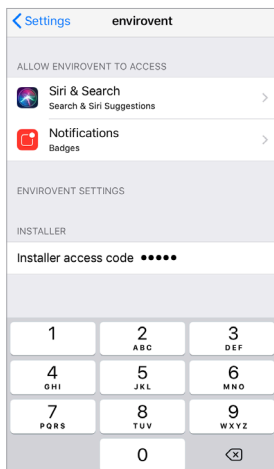 Settings envirovent
ALLOW ENVIROVENT TO ACCESS
Siri & Search
Search & Siri Suggestions
Notifications
Badges
ENVIROVENT SETTINGS
INSTALLER
Installer access code •••••
1 2 3
ABC DEF
4 5 6
GHI JKL MNO
7 8 9
PQRS TUV WXYZ
0